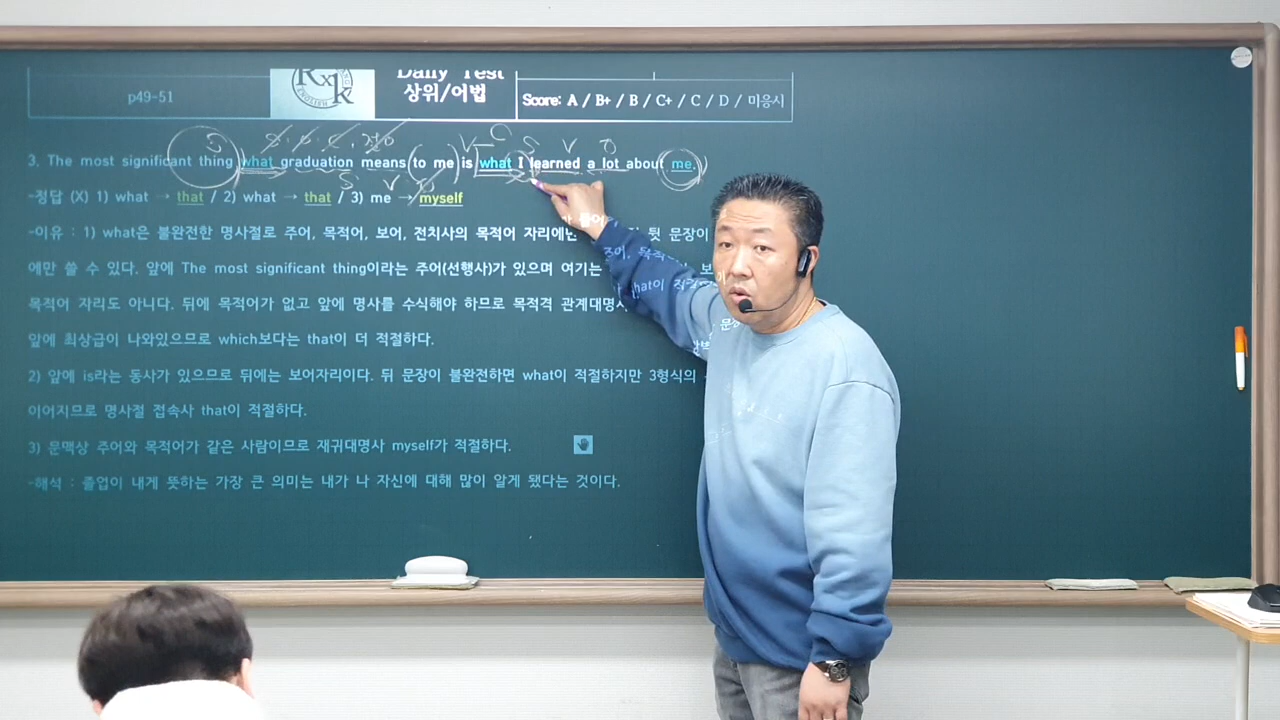 p49~51
RxK
Daily Test
상위/어법
Score: A / B+ / B / C+ / C / D / 미응시
S V C S V O
3. The most significant thing what graduation means to me is what I learned a lot about me.
S V
-정답 (X) 1) what → that / 2) what → that / 3) me → myself
-이유 : 1) what은 불완전한 명사절로 주어, 목적어, 보어, 전치사의 목적어 자리에만 뒷 문장이
에만 쓸 수 있다. 앞에 The most significant thing이라는 주어(선행사)가 있으며 여기는
목적어 자리도 아니다. 뒤에 목적어가 없고 앞에 명사를 수식해야 하므로 목적격 관계대명사
앞에 최상급이 나와있으므로 which보다는 that이 더 적절하다.
2) 앞에 is라는 동사가 있으므로 뒤에는 보어자리이다. 뒤 문장이 불완전하면 what이 적절하지만 3형식의
이어지므로 명사절 접속사 that이 적절하다.
3) 문맥상 주어와 목적어가 같은 사람이므로 재귀대명사 myself가 적절하다.
-해석 : 졸업이 내게 뜻하는 가장 큰 의미는 내가 나 자신에 대해 많이 알게 됐다는 것이다.